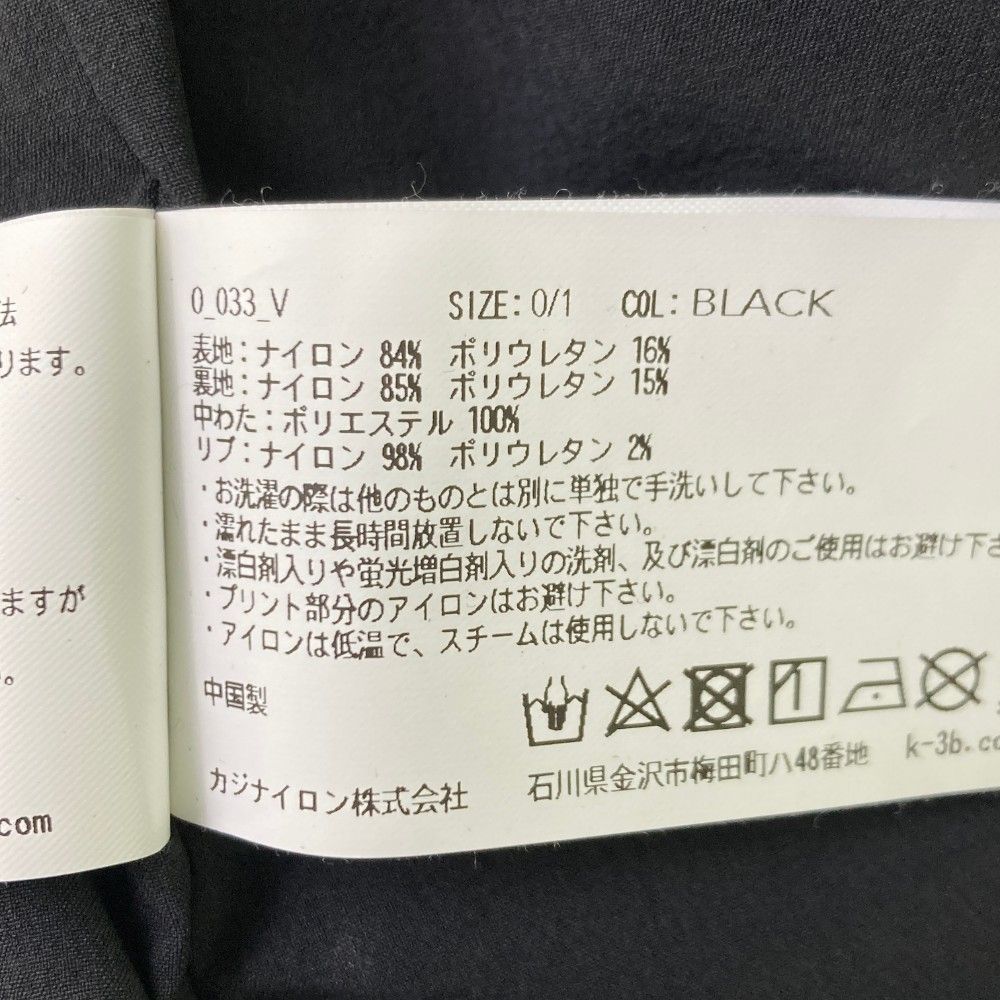 法
ります。
ますが
。
com
0_033_V SIZE: 0/1 COL: BLACK
表地：ナイロン 84% ポリウレタン 16%
裏地：ナイロン 85% ポリウレタン 15%
中わた：ポリエステル 100%
リブ：ナイロン 98% ポリウレタン 2%
・お洗濯の際は他のものとは別に単独で手洗いして下さい。
・濡れたまま長時間放置しないで下さい。
・漂白剤入りや蛍光増白剤入りの洗剤、及び漂白剤のご使用はお避け下さ
・プリント部分のアイロンはお避け下さい。
・アイロンは低温で、スチームは使用しないで下さい。
中国製
カジナイロン株式会社
石川県金沢市梅田町ハ48番地 k-3b.co